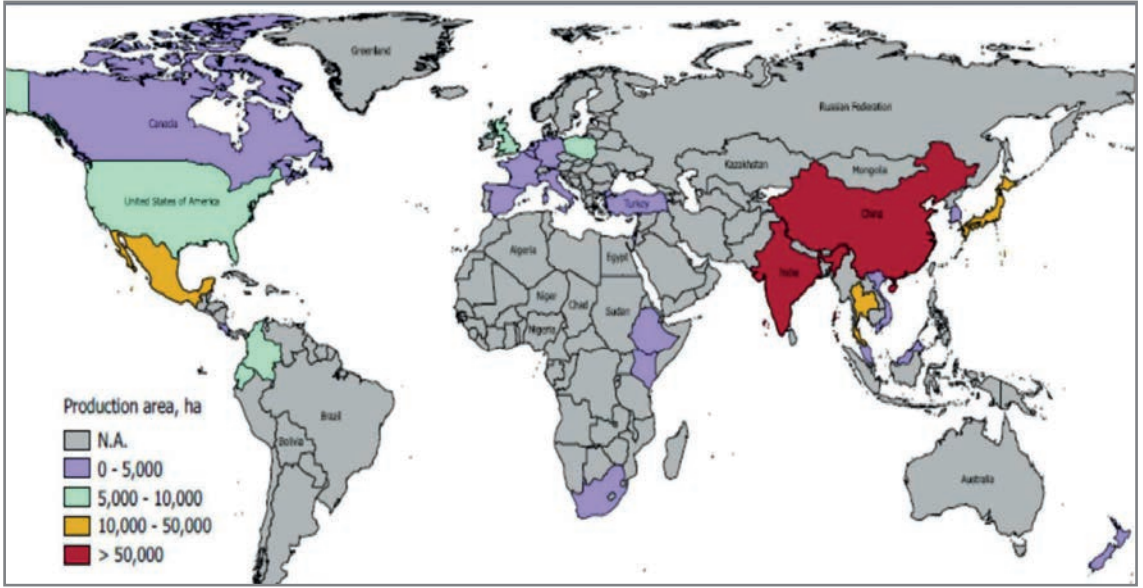 Greenland
Russian Federation
Canada
Kazakhstan
Mongolia
United States of America
Turkey
China
Algeria
Egypt
India
Niger
Chad
Sudan
Nigeria
Production area, ha
Brazil
N.A.
Bolivia
0 - 5,000
Australia
5,000 - 10,000
10,000 - 50,000
> 50,000